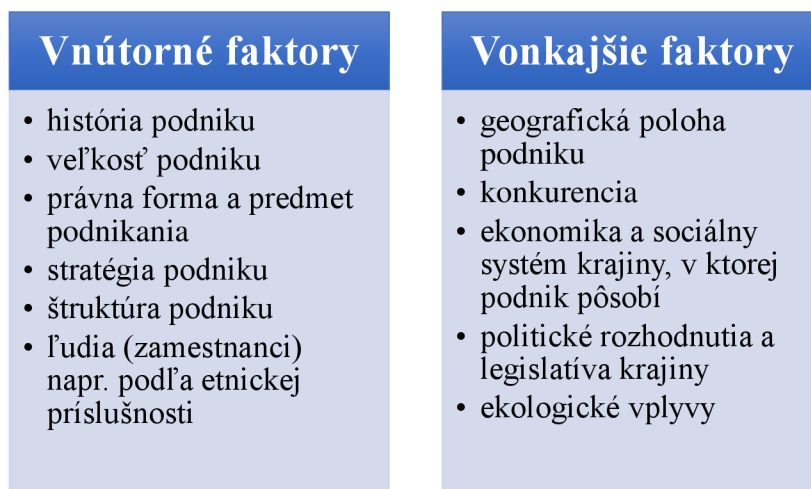 Vnútorné faktory
• história podniku
• veľkosť podniku
• právna forma a predmet
podnikania
• stratégia podniku
• štruktúra podniku
• ľudia (zamestnanci)
napr. podľa etnickej
príslušnosti
Vonkajšie faktory
• geografická poloha
podniku
• konkurencia
• ekonomika a sociálny
systém krajiny, v ktorej
podnik pôsobí
• politické rozhodnutia a
legislatíva krajiny
• ekologické vplyvy